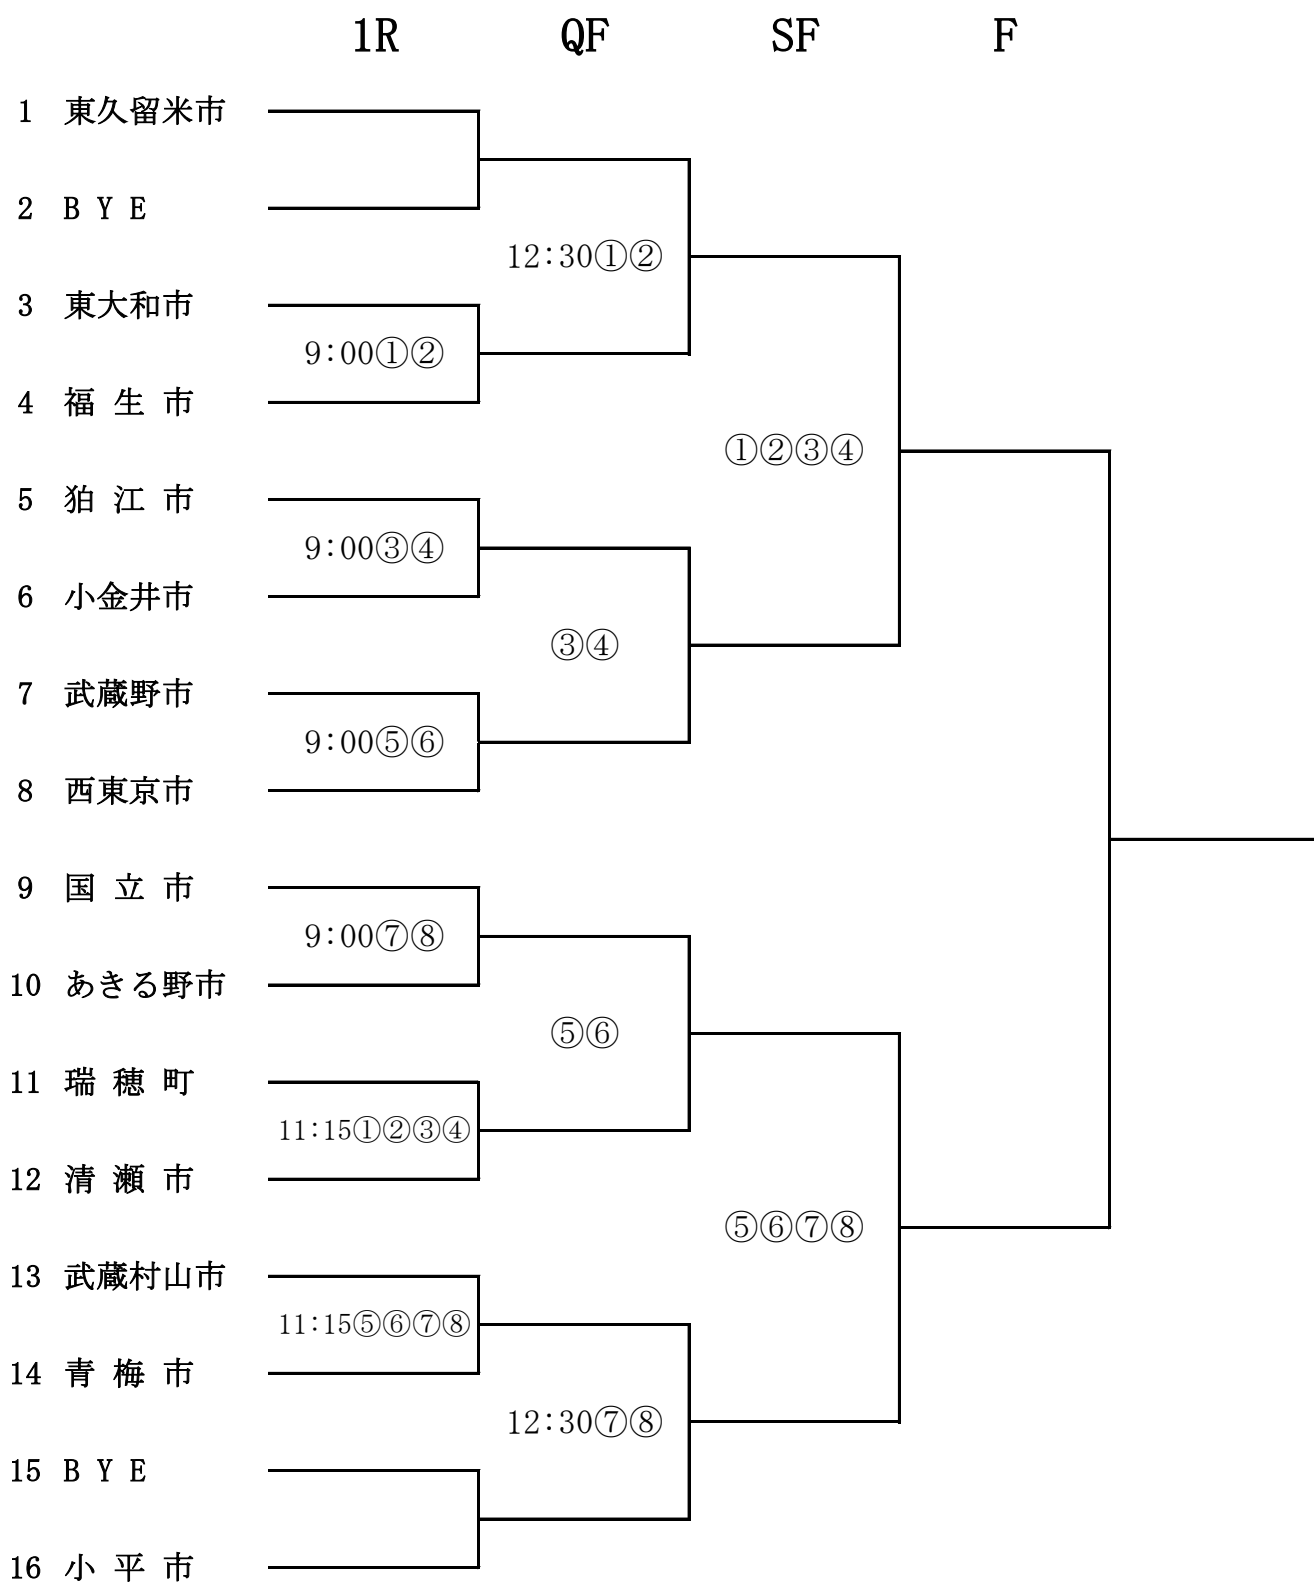 1R QF SF F
1 東久留米市
2 B Y E
12:30①②
3 東大和市
9:00①②
4 福 生 市
①②③④
5 狛 江 市
9:00③④
6 小金井市
③④
7 武蔵野市
9:00⑤⑥
8 西東京市
9 国 立 市
9:00⑦⑧
10 あきる野市
⑤⑥
11 瑞 穂 町
11:15①②③④
12 清 瀬 市
⑤⑥⑦⑧
13 武蔵村山市
11:15⑤⑥⑦⑧
14 青 梅 市
12:30⑦⑧
15 B Y E
16 小 平 市